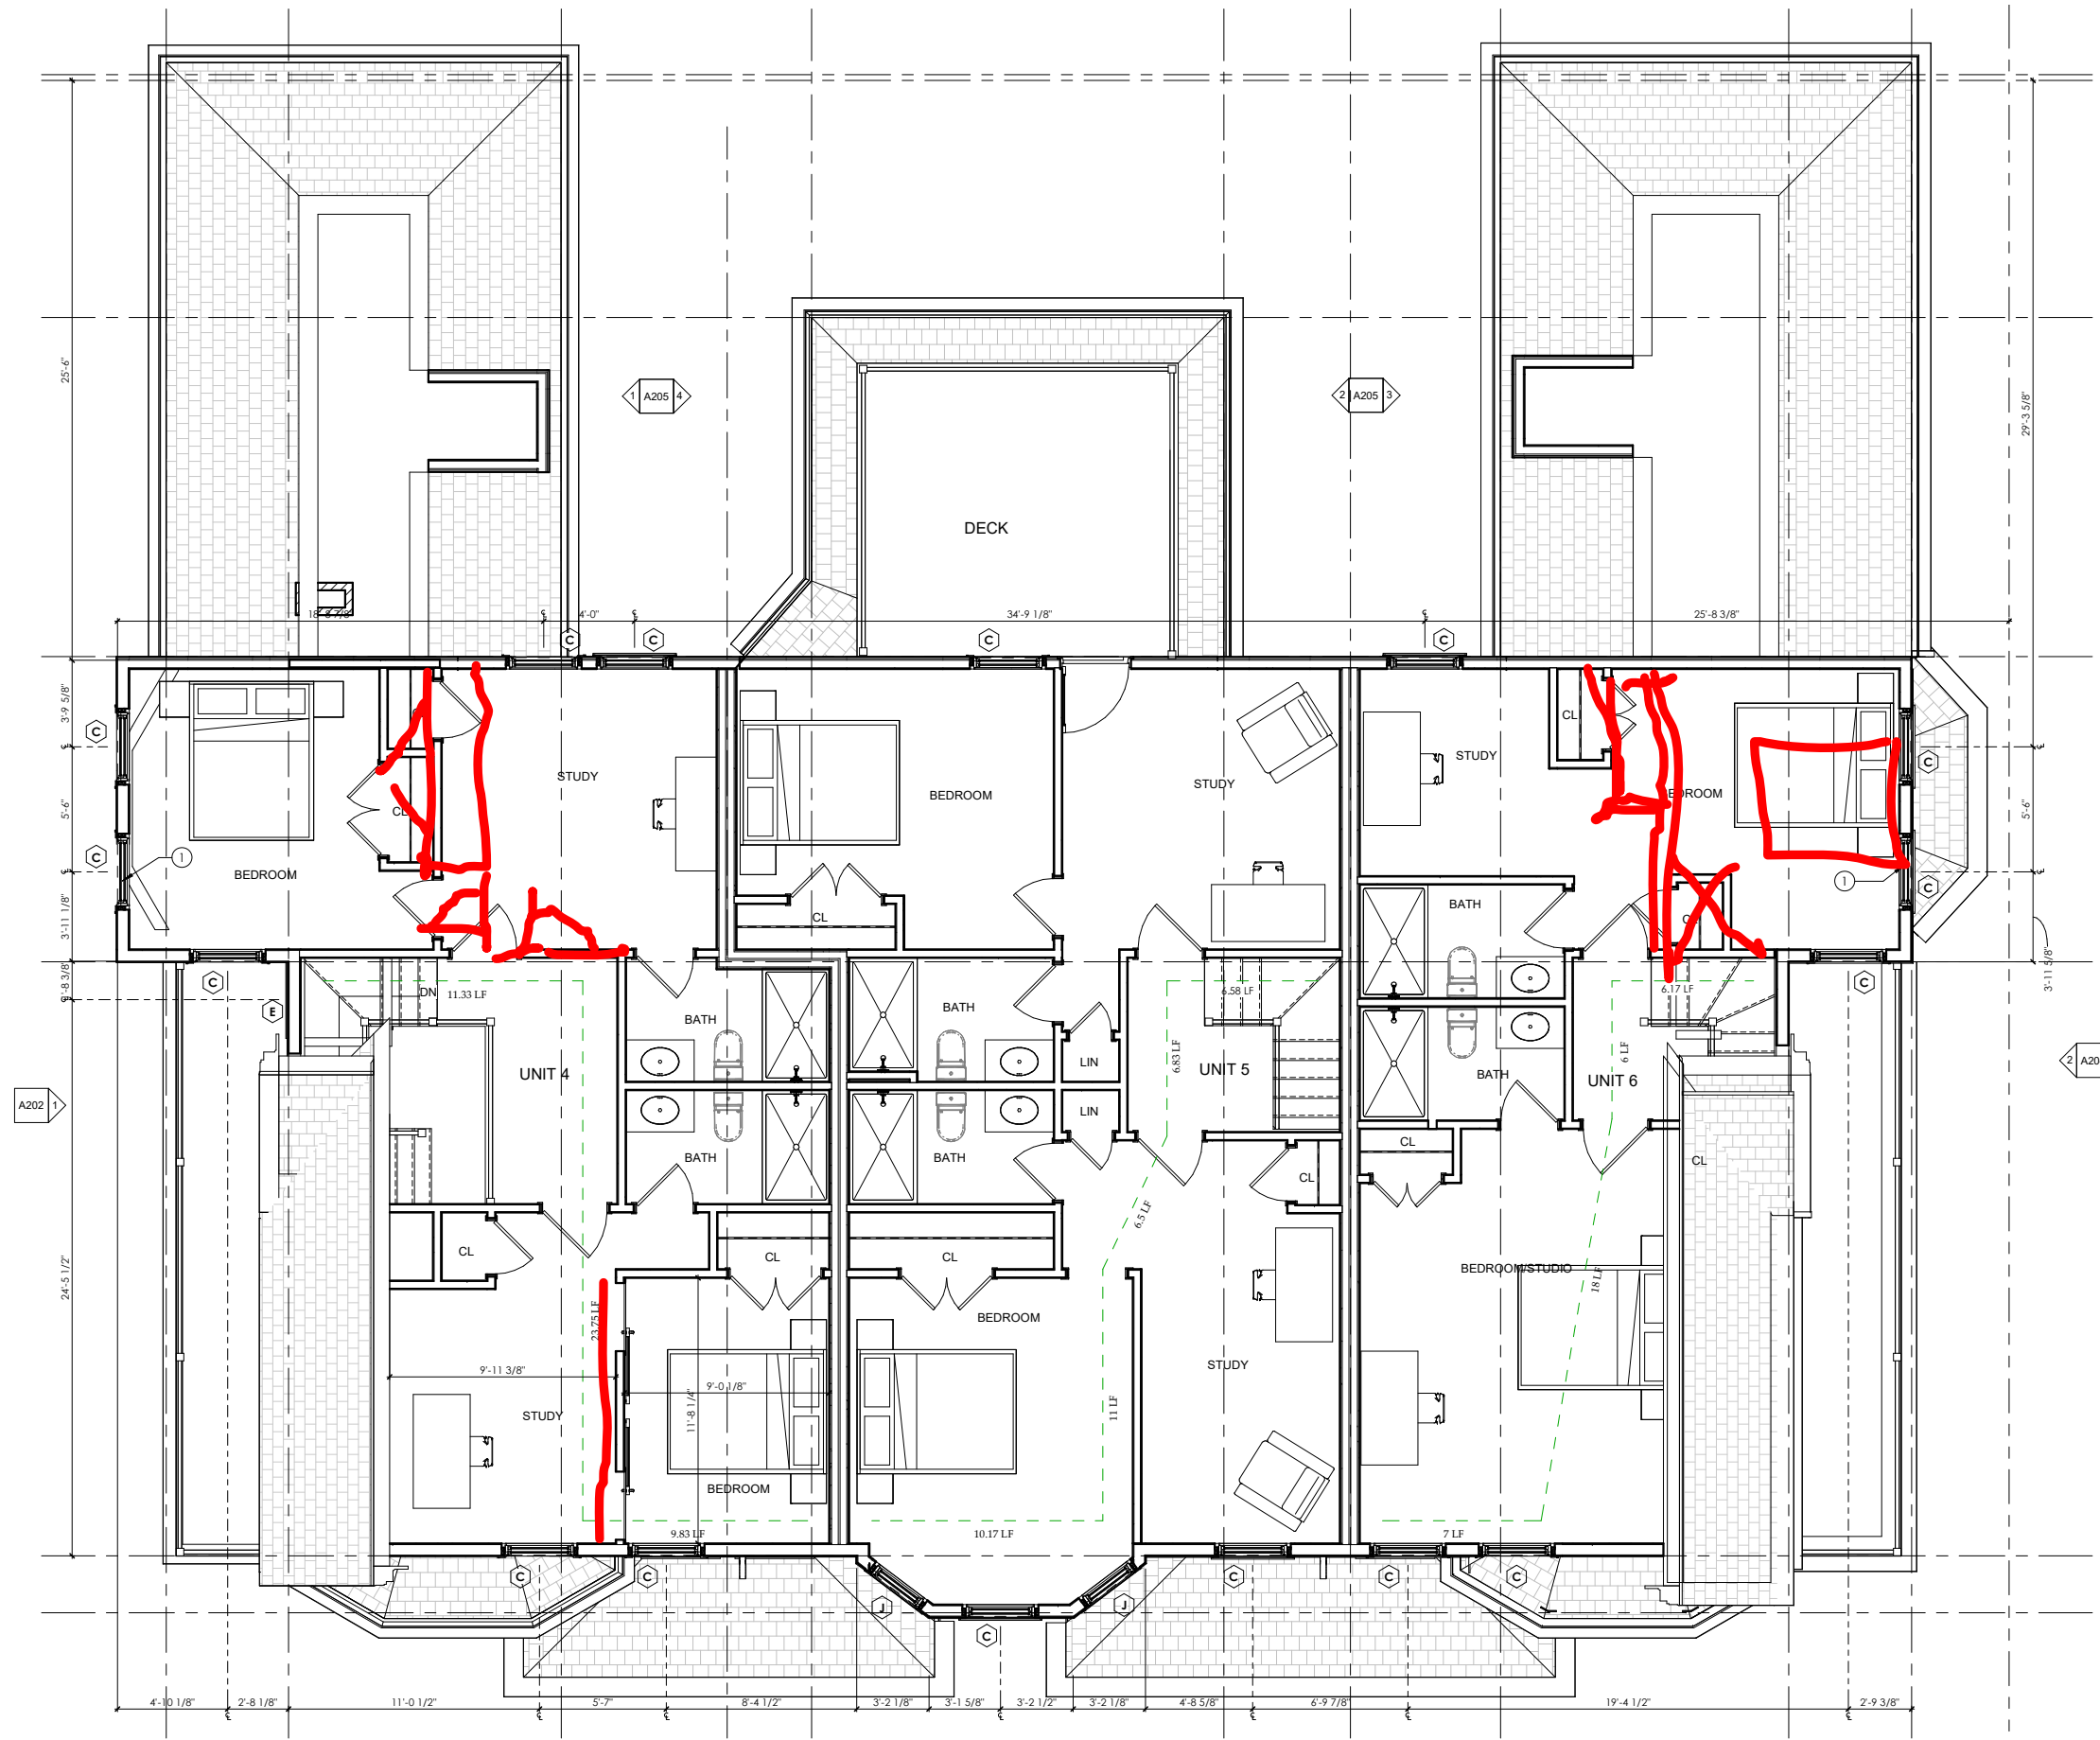 25'-6"
29'-3 5/8"
1 A205 4
2 A205 3
DECK
4'-0"
34'-9 1/8"
25'-8 3/8"
C
C
C
C
3'-9 5/8"
C
CL
STUDY
STUDY
C
STUDY
BEDROOM
5'-6"
CL
5'-6"
C
1
BEDROOM
1
C
3'-11 1/8"
CL
BATH
3'-11 5/8"
9'-8 3/8"
C
E
DN
11.33 LF
6.58 LF
6.17 LF
C
BATH
BATH
LIN
6.83 LF
6 LF
UNIT 4
UNIT 5
BATH
UNIT 6
2 A20
A202 1
LIN
BATH
BATH
CL
CL
CL
6.5 LF
CL
CL
CL
24'-5 1/2"
BEDROOM/STUDIO
18 LF
23.75 LF
BEDROOM
9'-11 3/8"
9'-0 1/8"
11'-8 1/4"
STUDY
STUDY
11 LF
BEDROOM
9.83 LF
10.17 LF
7 LF
C
C
C
C
C
J
J
C
4'-10 1/8"
2'-8 1/8"
11'-0 1/2"
5'-7"
8'-4 1/2"
3'-2 1/8"
3'-1 5/8"
3'-2 1/2"
3'-2 1/8"
4'-8 5/8"
6'-9 7/8"
19'-4 1/2"
2'-9 3/8"